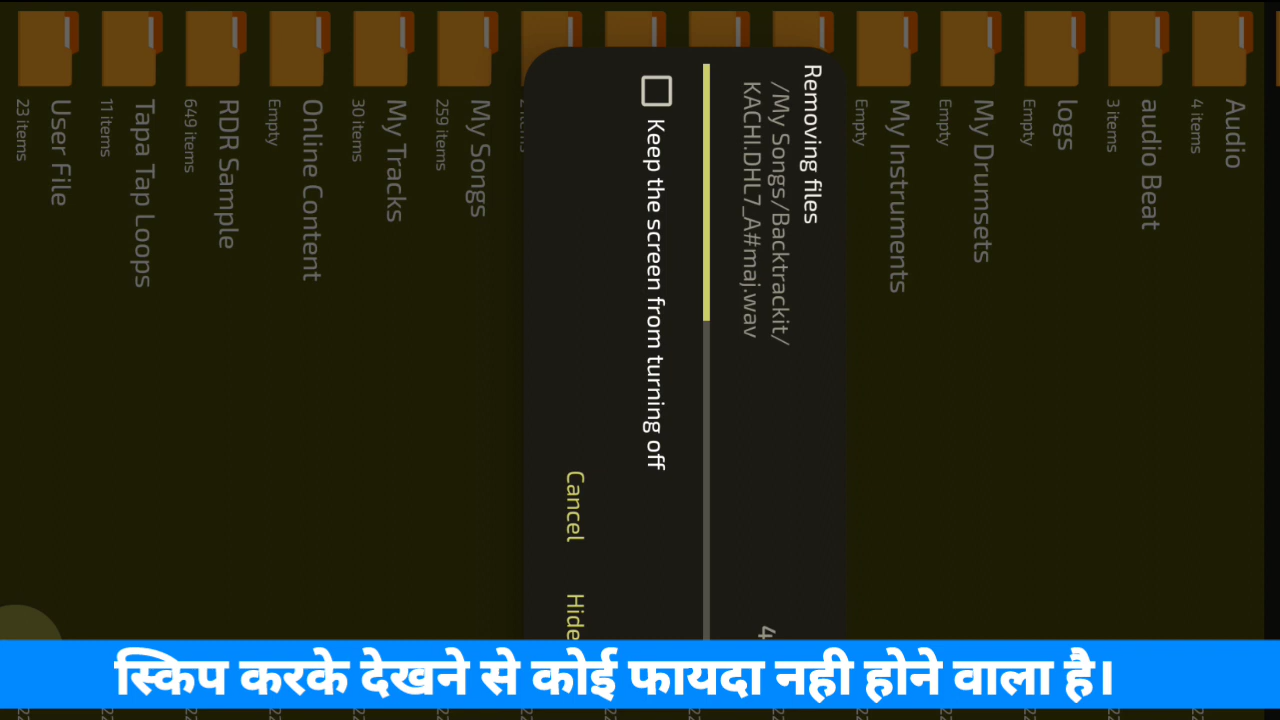 Audio
4 items
audio Beat
3 items
logs
Empty
My Drumsets
Empty
My Instruments
Empty
Removing files
/My Songs/Backtrackit/
KACHI.DHL7_A#maj.wav
Keep the screen from turning off
Cancel
Hide
My Songs
259 items
My Tracks
30 items
Online Content
Empty
RDR Sample
649 items
Tapa Tap Loops
11 items
User File
23 items
स्किप करके देखने से कोई फायदा नही होने वाला है।